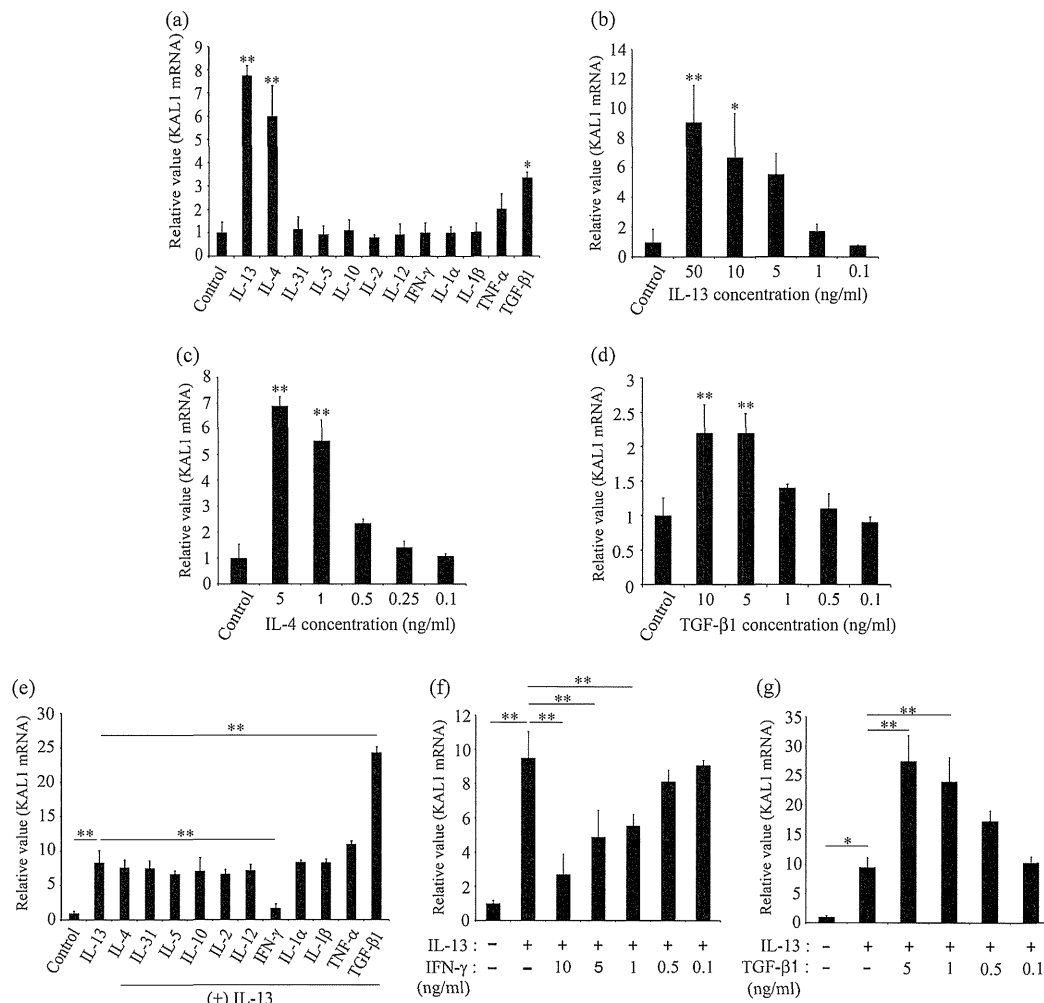 (a)
Relative value (KAL1 mRNA)
9
8
7
6
5
4
3
2
1
0
** ** *
Control IL-13 IL-4 IL-31 IL-5 IL-10 IL-2 IL-12 IFN-γ IL-1α IL-1β TNF-α TGF-β1
(b)
Relative value (KAL1 mRNA)
14
12
10
8
6
4
2
0
** *
Control 50 10 5 1 0.1
IL-13 concentration (ng/ml)
(c)
Relative value (KAL1 mRNA)
8
7
6
5
4
3
2
1
0
** **
Control 5 1 0.5 0.25 0.1
IL-4 concentration (ng/ml)
(d)
Relative value (KAL1 mRNA)
3
2.5
2
1.5
1
0.5
0
** **
Control 10 5 1 0.5 0.1
TGF-β1 concentration (ng/ml)
(e)
Relative value (KAL1 mRNA)
30
25
20
15
10
5
0
**
** **
Control IL-13 IL-4 IL-31 IL-5 IL-10 IL-2 IL-12 IFN-γ IL-1α IL-1β TNF-α TGF-β1
(+) IL-13
(f)
Relative value (KAL1 mRNA)
12
10
8
6
4
2
0
**
**
** **
IL-13 : – + + + + + +
IFN-γ : – – 10 5 1 0.5 0.1
(ng/ml)
(g)
Relative value (KAL1 mRNA)
35
30
25
20
15
10
5
0
**
**
*
IL-13 : – + + + + +
TGF-β1 : – – 5 1 0.5 0.1
(ng/ml)